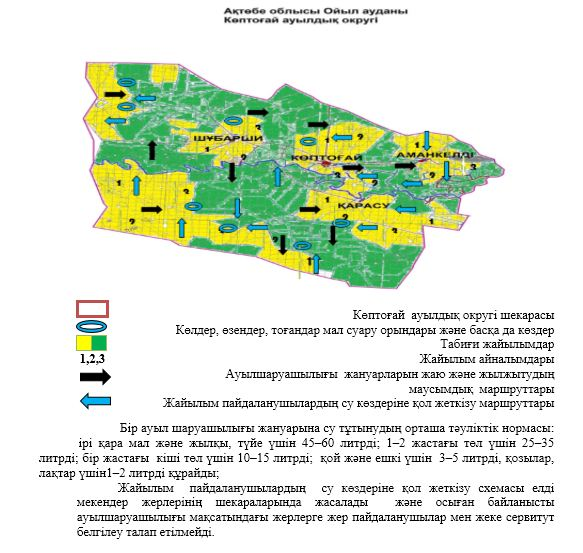 Ақтөбе облысы Ойыл ауданы
Көптоғай ауылдық округі
ШҰБАРШИ
КӨПТОҒАЙ
АМАНКЕЛДІ
ҚАРАСУ
Көптоғай ауылдық округі шекарасы
Көлдер, өзендер, тоғандар мал суару орындары және басқа да көздер
Табиғи жайылымдар
1,2,3 Жайылым айналымдары
Ауылшаруашылығы жануарларын жаю және жылжытудың
маусымдық маршруттары
Жайылым пайдаланушылардың су көздеріне қол жеткізу маршруттары
Бір ауыл шаруашылығы жануарына су тұтынудың орташа тәуліктік нормасы:
ірі қара мал және жылқы, түйе үшін 45–60 литрді; 1–2 жастағы төл үшін 25–35
литрді; бір жастағы кіші төл үшін 10–15 литрді; қой және ешкі үшін 3–5 литрді, қозылар,
лақтар үшін1–2 литрді құрайды;
Жайылым пайдаланушылардың су көздеріне қол жеткізу схемасы елді
мекендер жерлерінің шекараларында жасалады және осыған байланысты
ауылшаруашылығы мақсатындағы жерлерге жер пайдаланушылар мен жеке сервитут
белгілеу талап етілмейді.